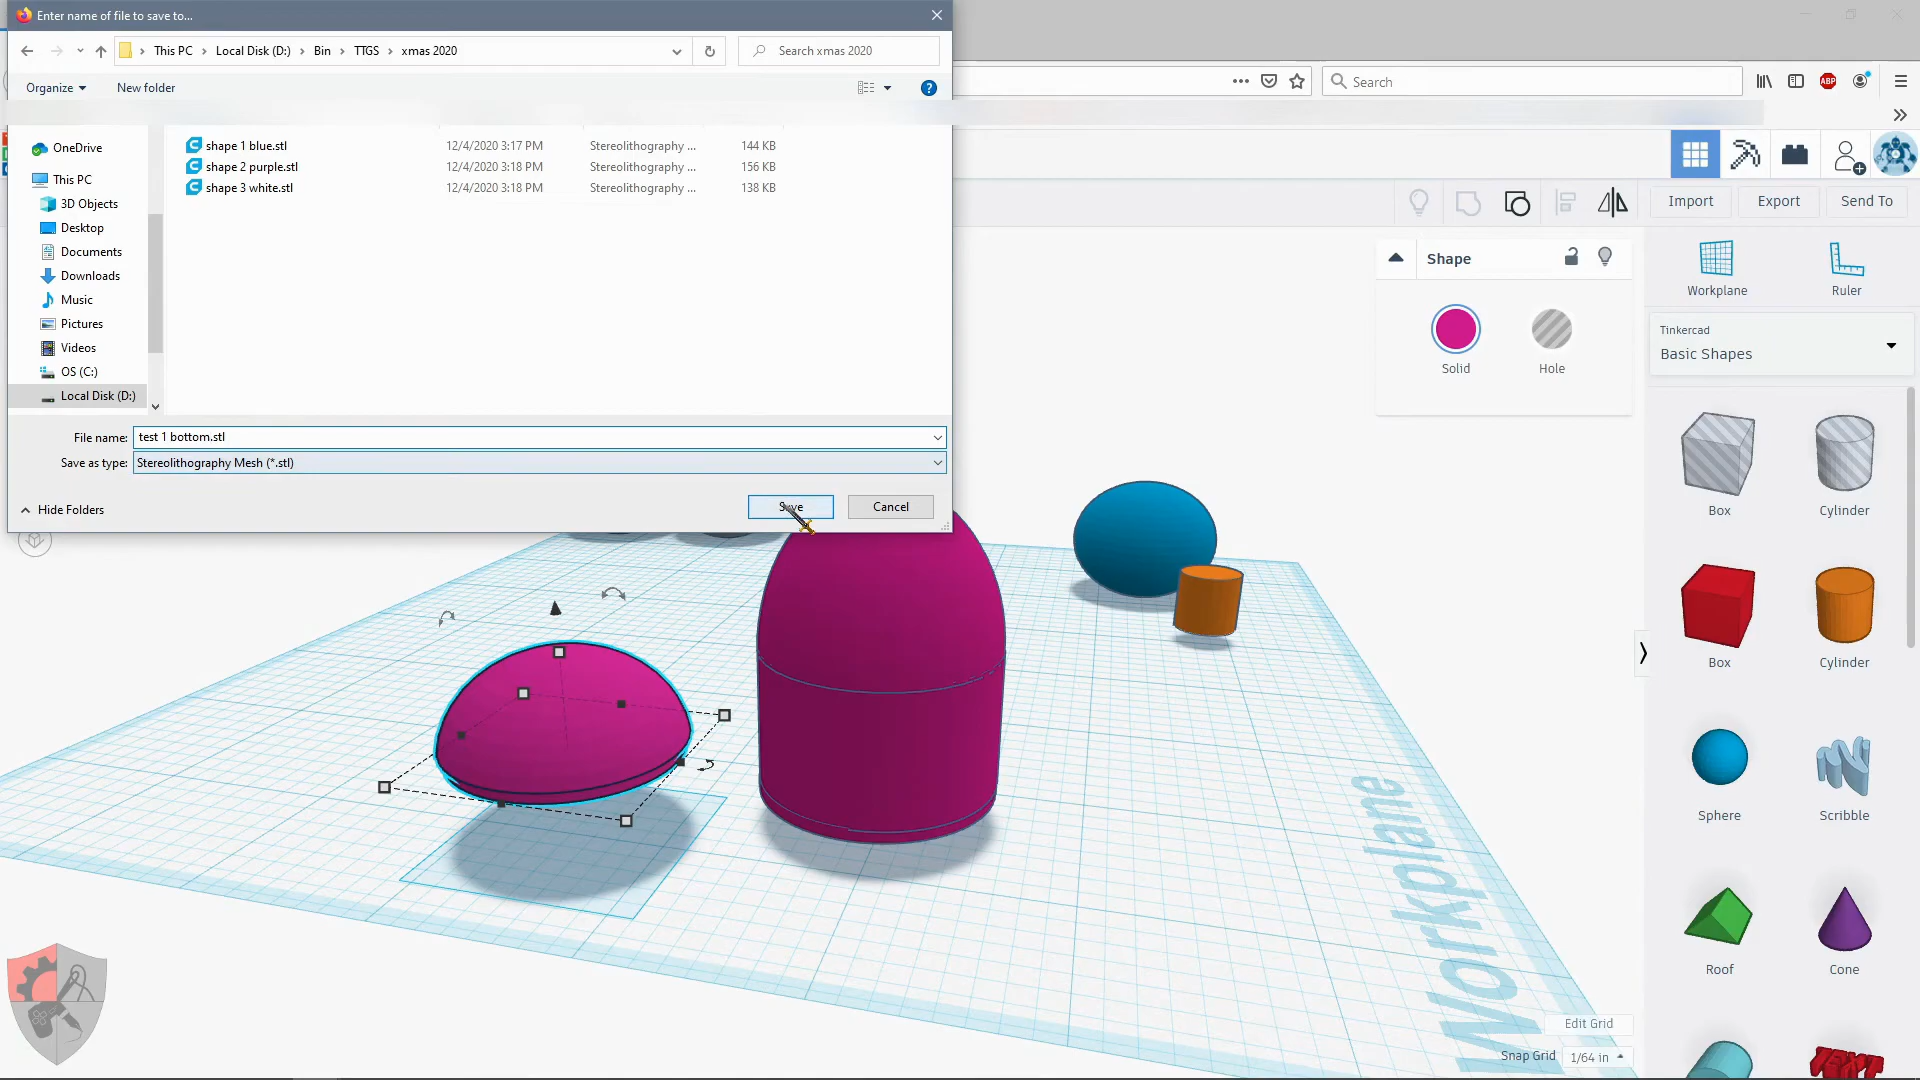 Enter name of file to save to...
This PC > Local Disk (D:) > Bin > TTGS > xmas 2020
Search xmas 2020
Organize
New folder
OneDrive
This PC
3D Objects
Desktop
Documents
Downloads
Music
Pictures
Videos
OS (C:)
Local Disk (D:)
shape 1 blue.stl 12/4/2020 3:17 PM Stereolithography ... 144 KB
shape 2 purple.stl 12/4/2020 3:18 PM Stereolithography ... 156 KB
shape 3 white.stl 12/4/2020 3:18 PM Stereolithography ... 138 KB
File name: test 1 bottom.stl
Save as type: Stereolithography Mesh (*.stl)
Hide Folders
Save
Cancel
Search
ABP
Import
Export
Send To
Shape
Solid
Hole
Workplane
Ruler
Tinkercad
Basic Shapes
Box
Cylinder
Box
Cylinder
Sphere
Scribble
Roof
Cone
TEXT
Workplane
Edit Grid
Snap Grid 1/64 in